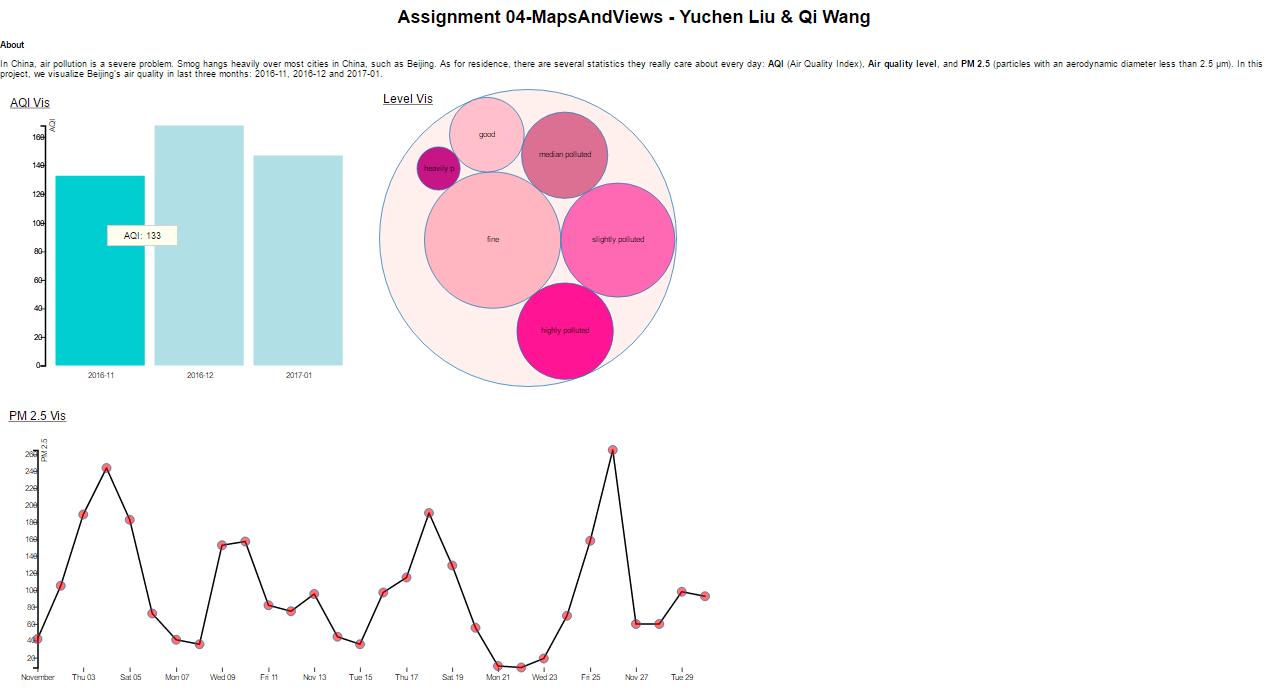 Assignment 04-MapsAndViews - Yuchen Liu & Qi Wang
About
In China, air pollution is a severe problem. Smog hangs heavily over most cities in China, such as Beijing. As for residence, there are several statistics they really care about every day: AQI (Air Quality Index), Air quality level, and PM 2.5 (particles with an aerodynamic diameter less than 2.5 μm). In this
project, we visualize Beijing's air quality in last three months: 2016-11, 2016-12 and 2017-01.
AQI Vis
AQI
160
140
120
100
80
60
40
20
0
AQI: 133
2016-11 2016-12 2017-01
Level Vis
good
median polluted
heavily p
fine
slightly polluted
highly polluted
PM 2.5 Vis
PM 2.5
260
240
220
200
180
160
140
120
100
80
60
40
20
November Thu 03 Sat 05 Mon 07 Wed 09 Fri 11 Nov 13 Tue 15 Thu 17 Sat 19 Mon 21 Wed 23 Fri 25 Nov 27 Tue 29